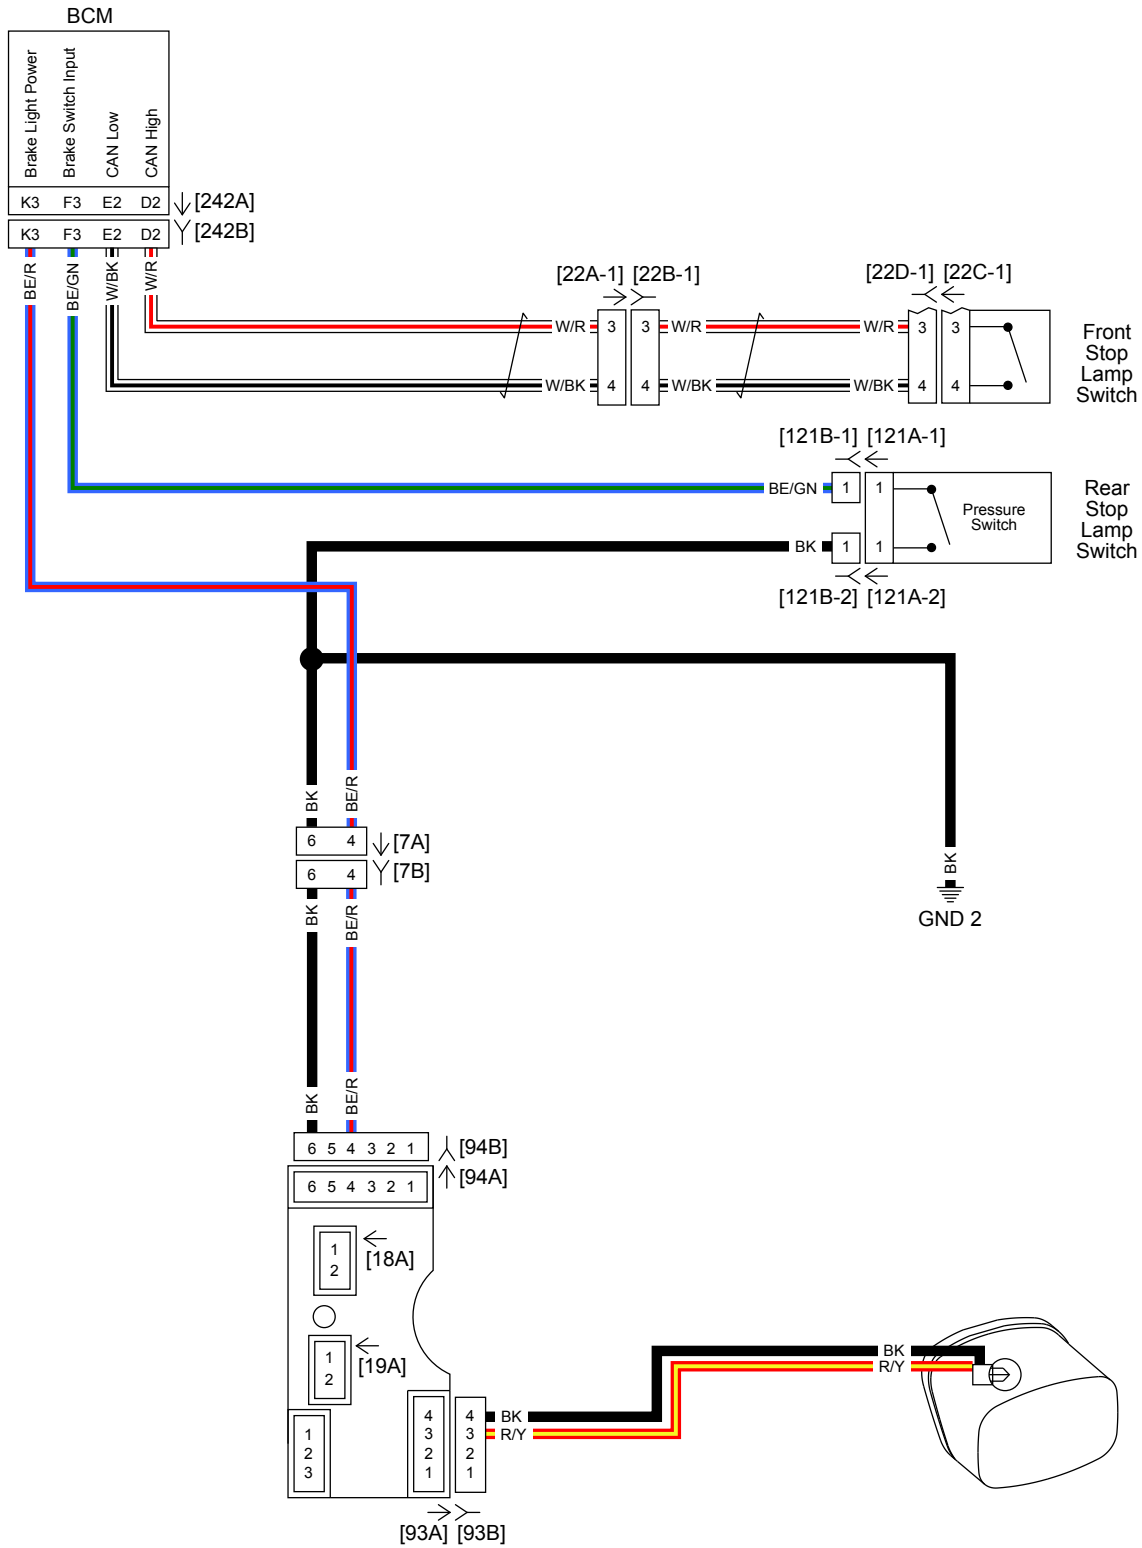 BCM
Brake Light Power
Brake Switch Input
CAN Low
CAN High
K3 F3 E2 D2 [242A]
K3 F3 E2 D2 [242B]
BE/R BE/GN W/BK W/R
[22A-1] [22B-1] [22D-1] [22C-1]
W/R 3 3 W/R W/R 3 3
W/BK 4 4 W/BK W/BK 4 4
Front
Stop
Lamp
Switch
[121B-1] [121A-1]
BE/GN 1 1
Pressure
Switch
BK 1 1
[121B-2] [121A-2]
Rear
Stop
Lamp
Switch
BK BE/R
6 4 [7A]
6 4 [7B]
BK BE/R
BK
GND 2
BK BE/R
6 5 4 3 2 1 [94B]
6 5 4 3 2 1 [94A]
1
2
[18A]
1
2
[19A]
BK
R/Y
1
2
3
4
3
2
1
4
3
2
1
BK
R/Y
[93A] [93B]